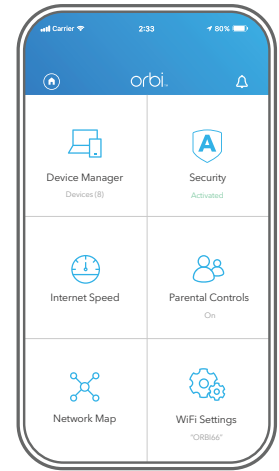 Carrier 2:33 80%
orbi™
Device Manager Security
Devices (8) Activated
Internet Speed Parental Controls
On
Network Map WiFi Settings
"ORBI66"